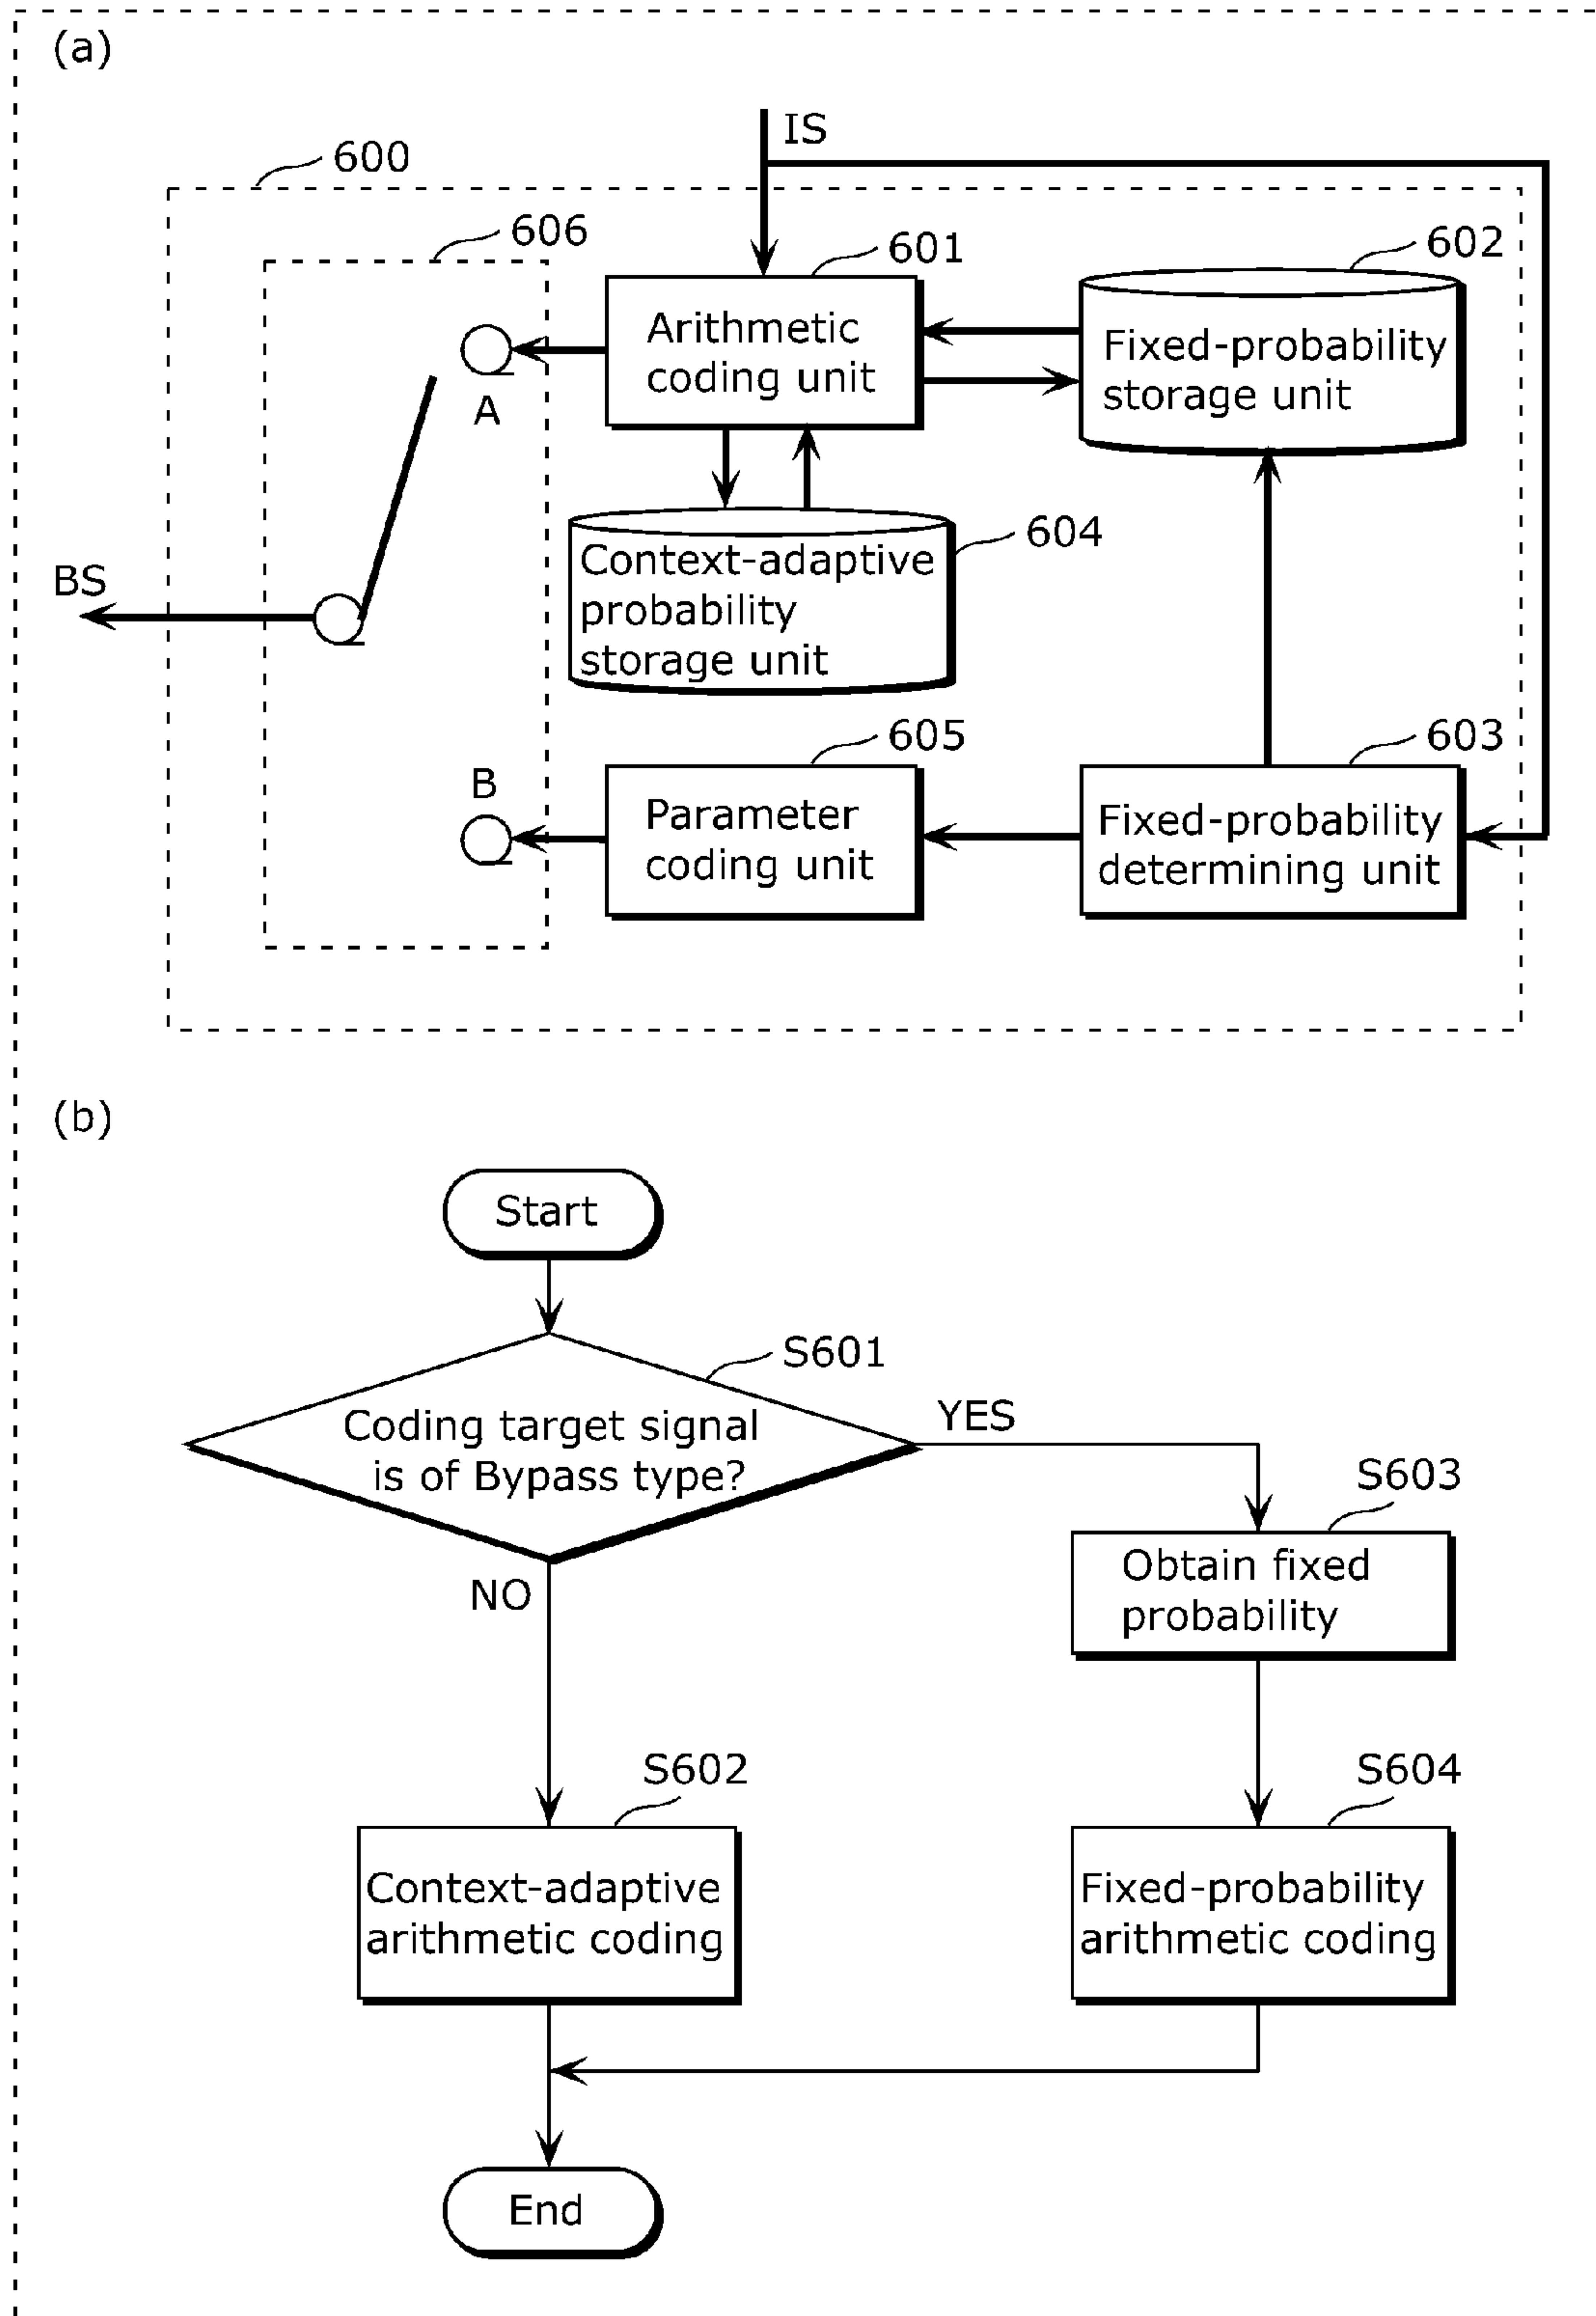 (a)
IS
600
606
601
602
Arithmetic
coding unit
Fixed-probability
storage unit
A
604
Context-adaptive
probability
storage unit
BS
605
603
B
Parameter
coding unit
Fixed-probability
determining unit
(b)
Start
S601
Coding target signal
is of Bypass type?
YES
S603
Obtain fixed
probability
NO
S602
S604
Context-adaptive
arithmetic coding
Fixed-probability
arithmetic coding
End